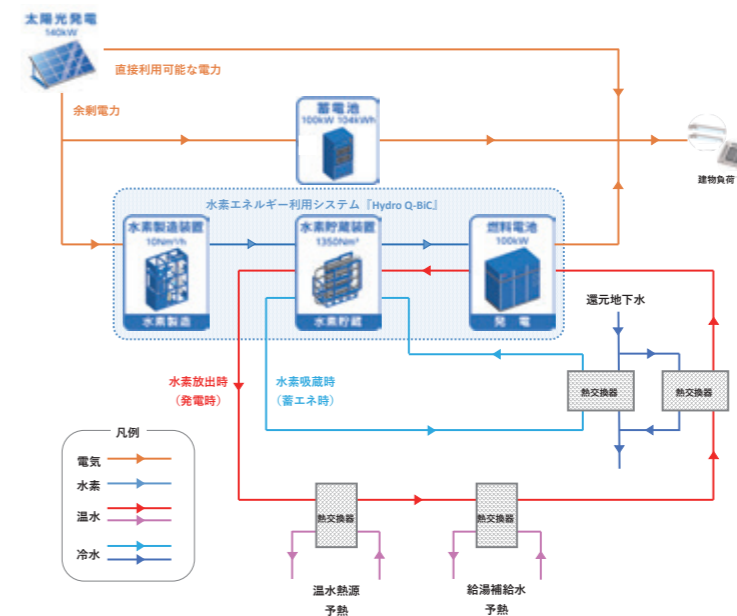 太陽光発電
140kW
直接利用可能な電力
余剰電力
蓄電池
100kW 104kWh
建物負荷
水素エネルギー利用システム『Hydro Q-BiC』
水素製造装置
10Nm³/h
水素製造
水素貯蔵装置
1350Nm³
水素貯蔵
燃料電池
100kW
発 電
還元地下水
水素放出時
（発電時）
水素吸蔵時
（蓄エネ時）
熱交換器
熱交換器
凡例
電気
水素
温水
冷水
熱交換器
熱交換器
温水熱源
予熱
給湯補給水
予熱